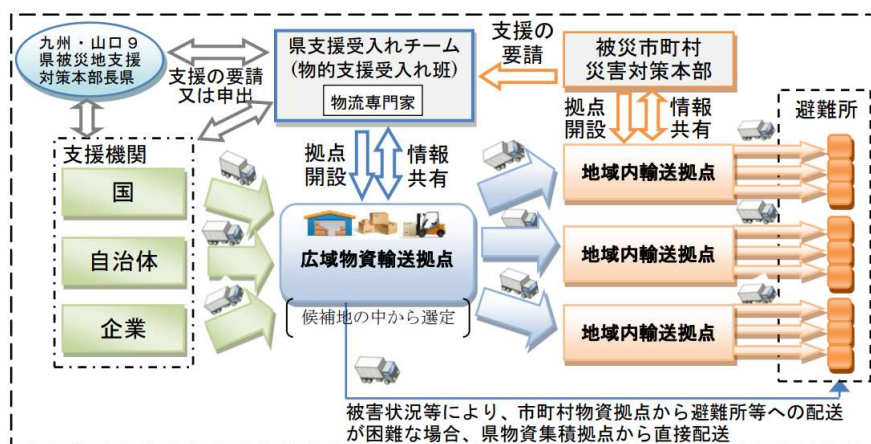 九州・山口９
県被災地支援
対策本部長県
支援の要請
又は申出
県支援受入れチーム
(物的支援受入れ班)
物流専門家
支援の
要請
被災市町村
災害対策本部
避難所
支援機関
国
自治体
企業
拠点
開設
情報
共有
拠点
開設
情報
共有
広域物資輸送拠点
候補地の中から選定
地域内輸送拠点
地域内輸送拠点
地域内輸送拠点
被害状況等により、市町村物資拠点から避難所等への配送
が困難な場合、県物資集積拠点から直接配送